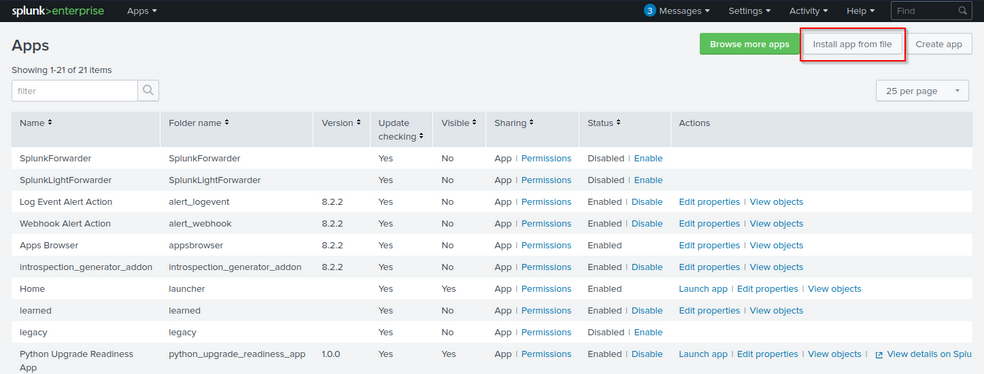 splunk>enterprise Apps 3 Messages Settings Activity Help Find
Apps Browse more apps Install app from file Create app
Showing 1-21 of 21 items
filter 25 per page
Name Folder name Version Update checking Visible Sharing Status Actions
SplunkForwarder SplunkForwarder Yes No App | Permissions Disabled | Enable
SplunkLightForwarder SplunkLightForwarder Yes No App | Permissions Disabled | Enable
Log Event Alert Action alert_logevent 8.2.2 Yes No App | Permissions Enabled | Disable Edit properties | View objects
Webhook Alert Action alert_webhook 8.2.2 Yes No App | Permissions Enabled | Disable Edit properties | View objects
Apps Browser appsbrowser 8.2.2 Yes No App | Permissions Enabled Edit properties | View objects
introspection_generator_addon introspection_generator_addon 8.2.2 Yes No App | Permissions Enabled | Disable Edit properties | View objects
Home launcher Yes Yes App | Permissions Enabled Launch app | Edit properties | View objects
learned learned Yes No App | Permissions Enabled | Disable Edit properties | View objects
legacy legacy Yes No App | Permissions Disabled | Enable
Python Upgrade Readiness App python_upgrade_readiness_app 1.0.0 Yes Yes App | Permissions Enabled | Disable Launch app | Edit properties | View objects | View details on Splu